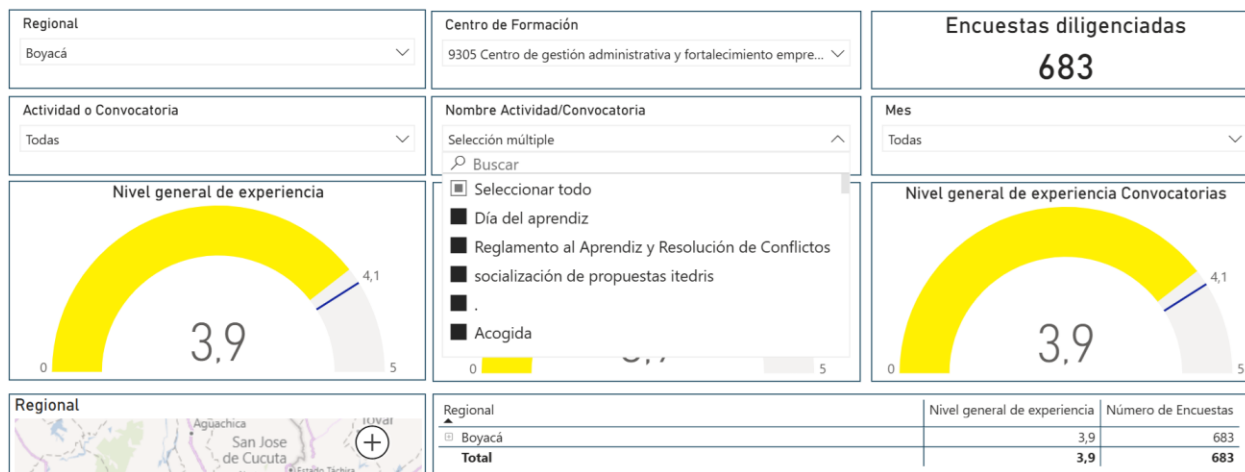 Regional
Boyacá
Centro de Formación
9305 Centro de gestión administrativa y fortalecimiento empre...
Encuestas diligenciadas
683
Actividad o Convocatoria
Todas
Nombre Actividad/Convocatoria
Selección múltiple
Buscar
Seleccionar todo
Día del aprendiz
Reglamento al Aprendiz y Resolución de Conflictos
socialización de propuestas itedris
.
Acogida
Mes
Todas
Nivel general de experiencia
4,1
3,9
0
5
0
5
Nivel general de experiencia Convocatorias
4,1
3,9
0
5
Regional
Aguachica
San Jose
de Cucuta
Estado Táchira
Regional Nivel general de experiencia Número de Encuestas
Boyacá 3,9 683
Total 3,9 683